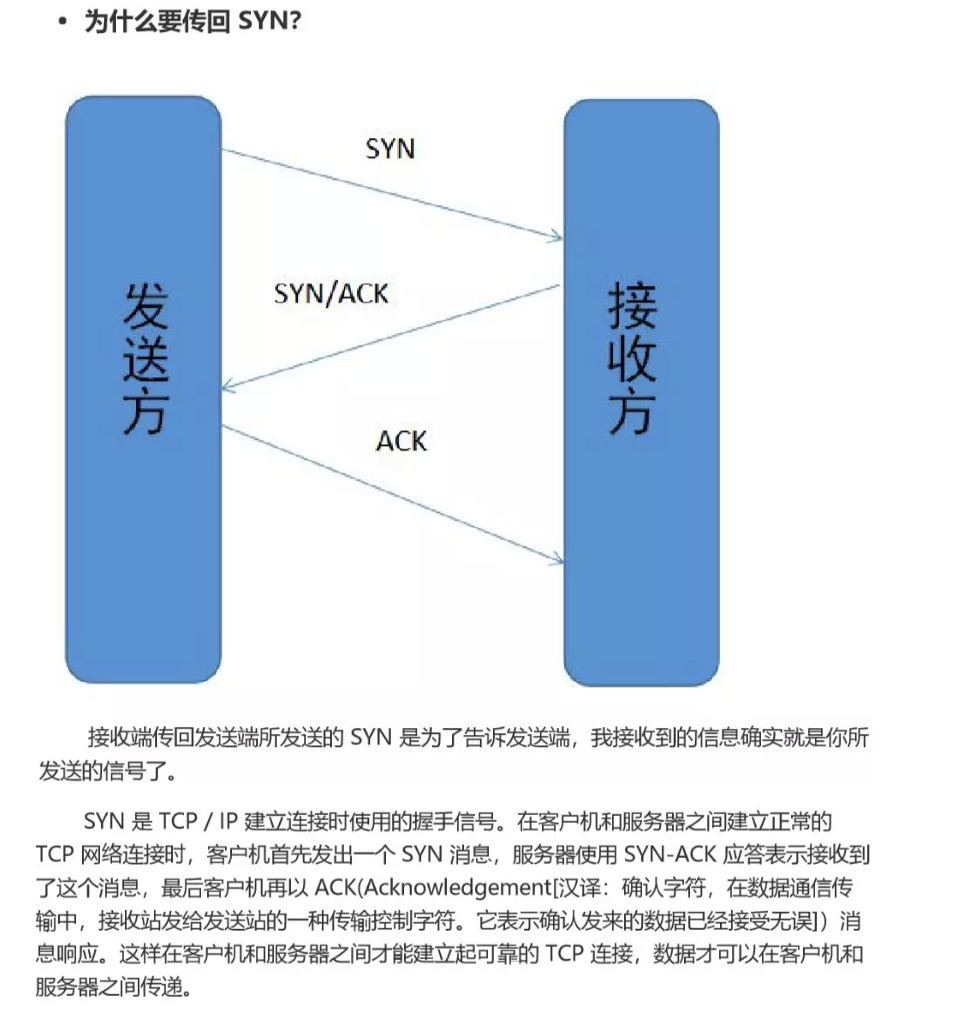 • 为什么要传回 SYN?
SYN
SYN/ACK
ACK
发送方
接收方
接收端传回发送端所发送的 SYN 是为了告诉发送端，我接收到的信息确实就是你所
发送的信号了。
SYN 是 TCP / IP 建立连接时使用的握手信号。在客户机和服务器之间建立正常的
TCP 网络连接时，客户机首先发出一个 SYN 消息，服务器使用 SYN-ACK 应答表示接收到
了这个消息，最后客户机再以 ACK(Acknowledgement[汉译：确认字符，在数据通信传
输中，接收站发给发送站的一种传输控制字符。它表示确认发来的数据已经接受无误]）消
息响应。这样在客户机和服务器之间才能建立起可靠的 TCP 连接，数据才可以在客户机和
服务器之间传递。